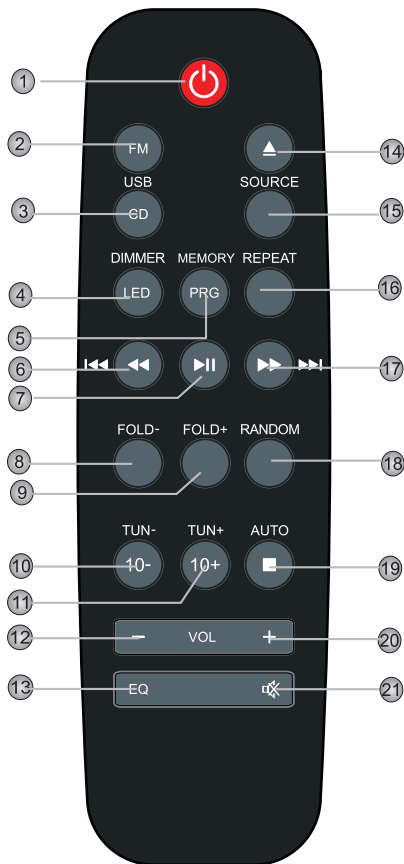 1
2 FM 14
USB SOURCE
3 CD 15
DIMMER MEMORY REPEAT
4 LED PRG 16
5
6 17
7
FOLD- FOLD+ RANDOM
8 18
9
TUN- TUN+ AUTO
10 10- 10+ 19
11
12 − VOL + 20
13 EQ 21